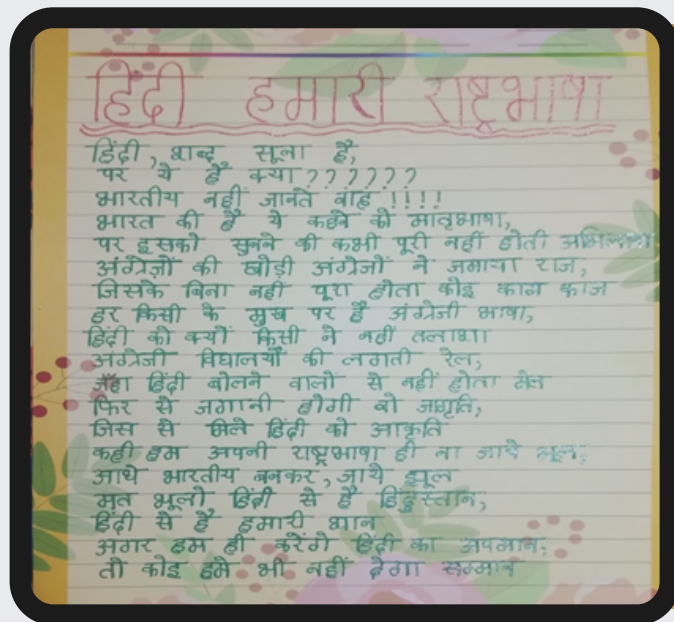 हिंदी हमारी राष्ट्रभाषा
हिंदी, शब्द सूना है,
पर ये है क्या??????
भारतीय नहीं जानते वाह !!!!
भारत की है ये कहने को मातृभाषा,
पर इसको सुनने की कभी पूरी नहीं होती अभिलाषा
अंग्रेज़ों की छोड़ी अंग्रेजों ने जमाया राज,
जिसके बिना नहीं पूरा होता कोइ काम काज
हर किसी के मुख पर है अंग्रेजी भाषा,
हिंदी को क्यों किसी ने नहीं तलाशा
अंग्रेजी विद्यालयों की लगती रेल,
जहा हिंदी बोलने वालों से नहीं होता मेल
फिर से जगानी होगी वो जागृति,
जिस से मिले हिंदी को आकृति
कही हम अपनी राष्ट्रभाषा ही ना जाये भूल,
जाये भारतीय बनकर, जाये झूल
मत भूलो हिंदी से है हिंदुस्तान,
हिंदी से है हमारी शान
अगर हम ही करेंगे हिंदी का अपमान,
तो कोइ हमे भी नहीं देगा सम्मान